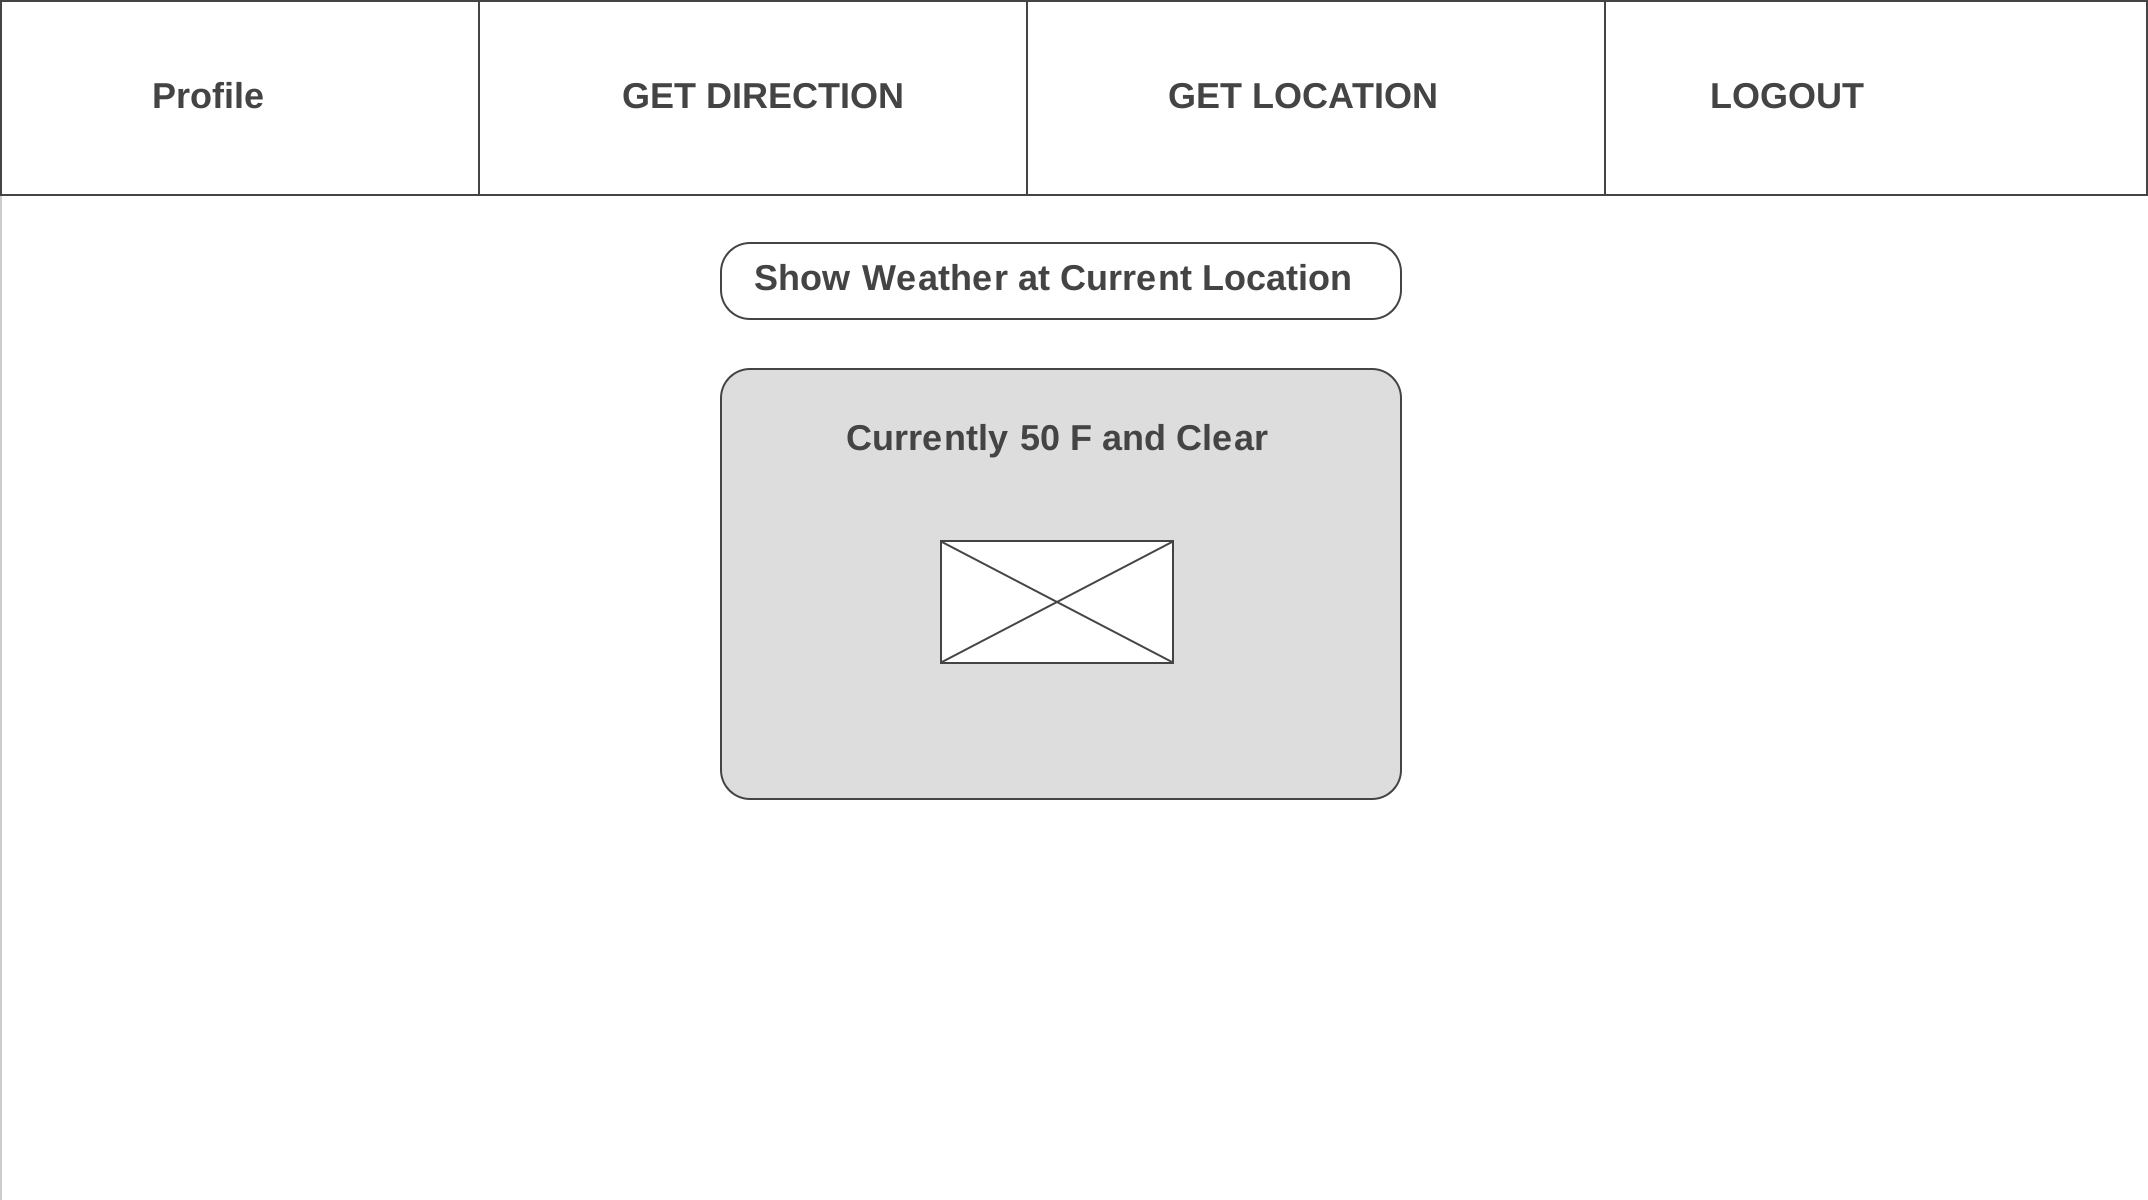 Profile
GET DIRECTION
GET LOCATION
LOGOUT
Show Weather at Current Location
Currently 50 F and Clear